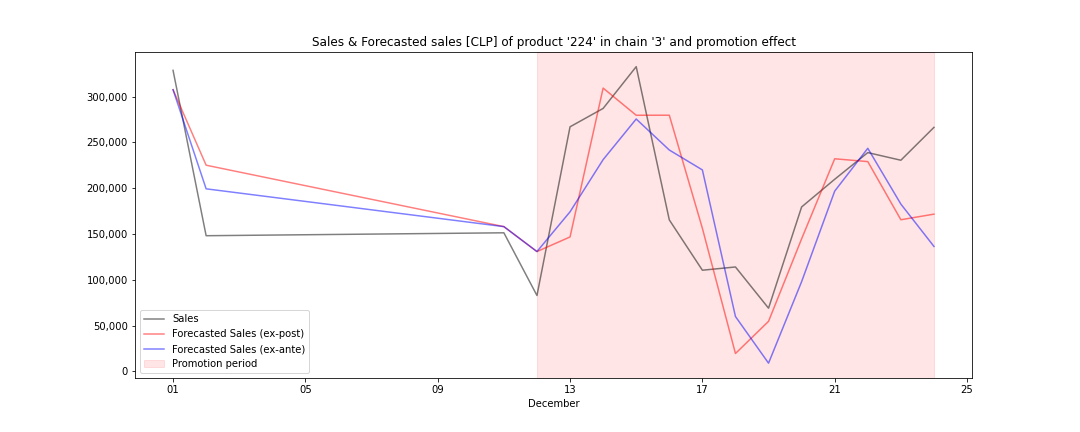 Sales & Forecasted sales [CLP] of product '224' in chain '3' and promotion effect
300,000
250,000
200,000
150,000
100,000
50,000
0
Sales
Forecasted Sales (ex-post)
Forecasted Sales (ex-ante)
Promotion period
01 05 09 13 17 21 25
December